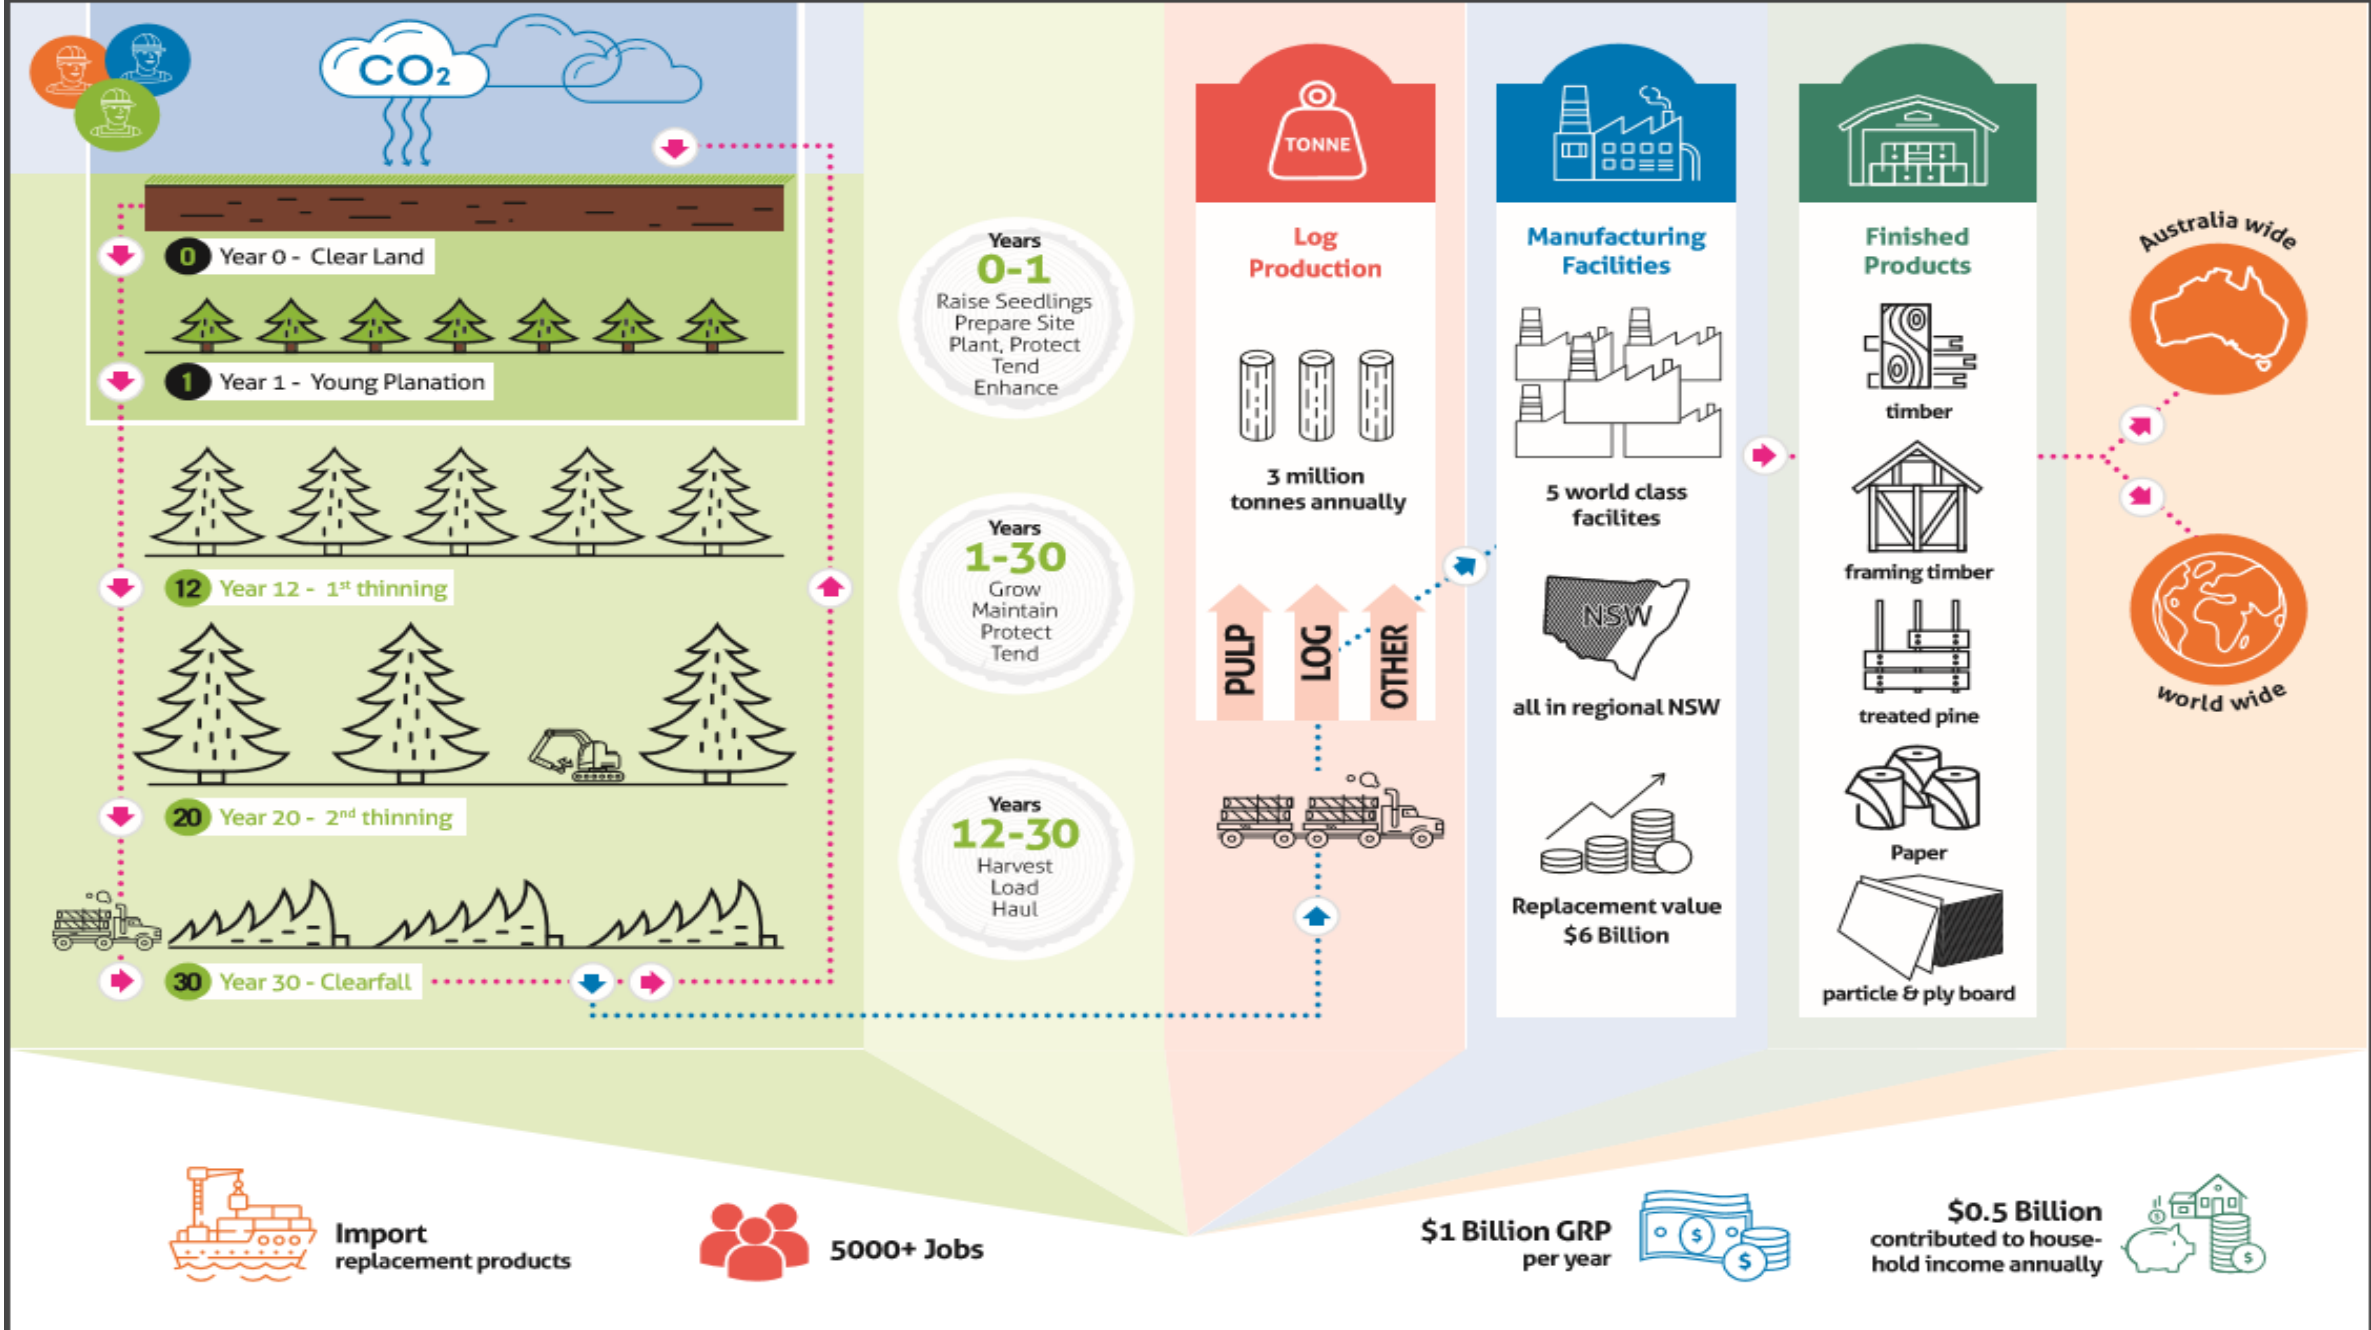 CO₂
0 Year 0 - Clear Land
1 Year 1 - Young Planation
12 Year 12 - 1st thinning
20 Year 20 - 2nd thinning
30 Year 30 - Clearfall
Years
0-1
Raise Seedlings
Prepare Site
Plant, Protect
Tend
Enhance
Years
1-30
Grow
Maintain
Protect
Tend
Years
12-30
Harvest
Load
Haul
TONNE
Log
Production
3 million
tonnes annually
PULP
LOG
OTHER
Manufacturing
Facilities
5 world class
facilites
NSW
all in regional NSW
Replacement value
$6 Billion
Finished
Products
timber
framing timber
treated pine
Paper
particle & ply board
Australia wide
world wide
Import
replacement products
5000+ Jobs
$1 Billion GRP
per year
$
$
$0.5 Billion
contributed to house-
hold income annually
$
$